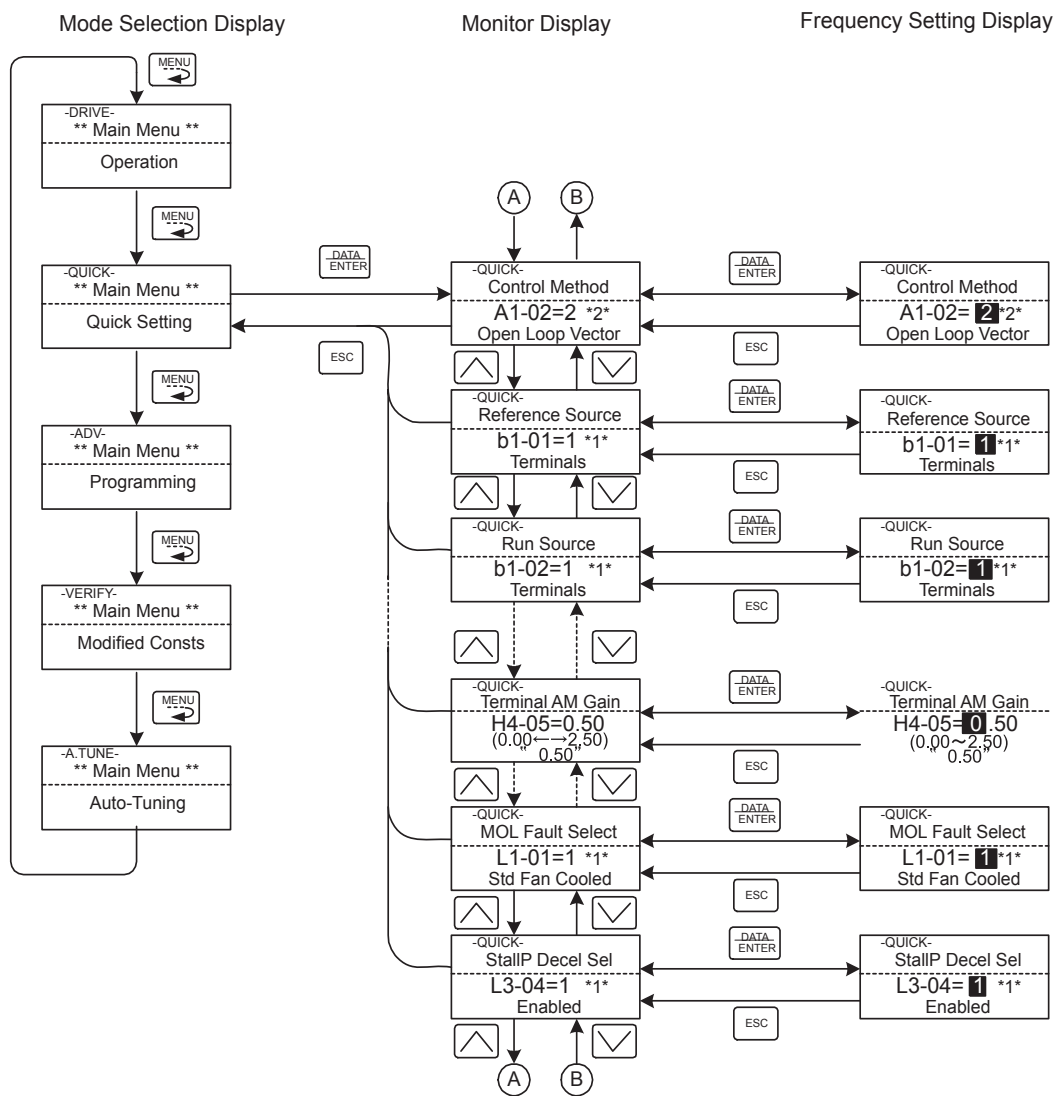 Mode Selection Display
Monitor Display
Frequency Setting Display
MENU
-DRIVE-
** Main Menu **
Operation
MENU
-QUICK-
** Main Menu **
Quick Setting
MENU
-ADV-
** Main Menu **
Programming
MENU
-VERIFY-
** Main Menu **
Modified Consts
MENU
-A.TUNE-
** Main Menu **
Auto-Tuning
DATA
ENTER
ESC
A
B
-QUICK-
Control Method
A1-02=2 *2*
Open Loop Vector
DATA
ENTER
ESC
-QUICK-
Control Method
A1-02= 2 *2*
Open Loop Vector
-QUICK-
Reference Source
b1-01=1 *1*
Terminals
DATA
ENTER
ESC
-QUICK-
Reference Source
b1-01= 1 *1*
Terminals
-QUICK-
Run Source
b1-02=1 *1*
Terminals
DATA
ENTER
ESC
-QUICK-
Run Source
b1-02= 1 *1*
Terminals
-QUICK-
Terminal AM Gain
H4-05=0.50
(0.00←→2.50)
“ 0.50”
DATA
ENTER
ESC
-QUICK-
Terminal AM Gain
H4-05= 0 .50
(0.00～2.50)
“ 0.50”
-QUICK-
MOL Fault Select
L1-01=1 *1*
Std Fan Cooled
DATA
ENTER
ESC
-QUICK-
MOL Fault Select
L1-01= 1 *1*
Std Fan Cooled
-QUICK-
StallP Decel Sel
L3-04=1 *1*
Enabled
DATA
ENTER
ESC
-QUICK-
StallP Decel Sel
L3-04= 1 *1*
Enabled
A
B